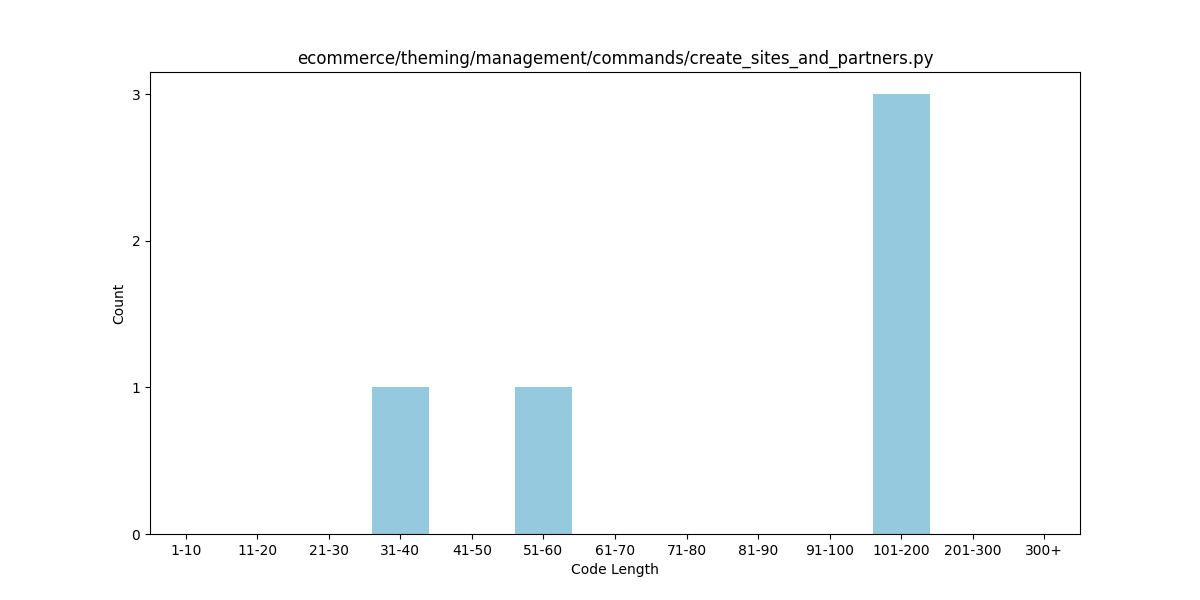 ecommerce/theming/management/commands/create_sites_and_partners.py
3
2
1
0
Count
1-10 11-20 21-30 31-40 41-50 51-60 61-70 71-80 81-90 91-100 101-200 201-300 300+
Code Length